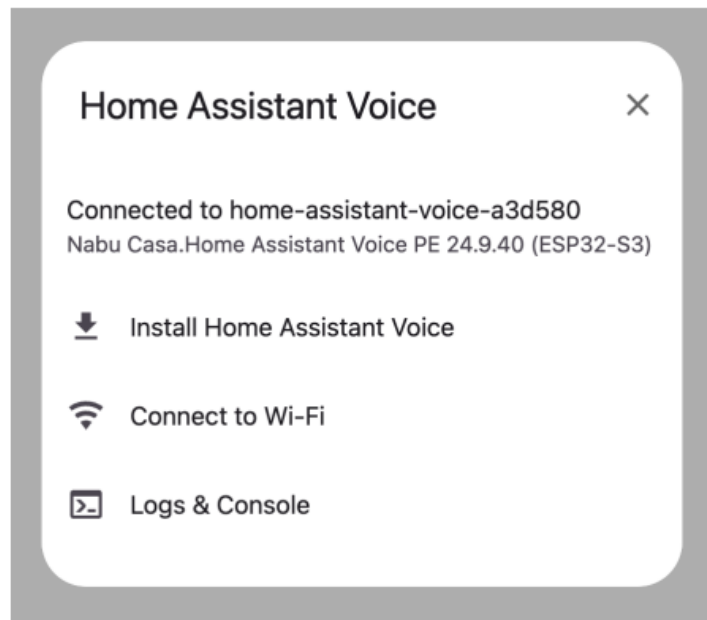 Home Assistant Voice
Connected to home-assistant-voice-a3d580
Nabu Casa.Home Assistant Voice PE 24.9.40 (ESP32-S3)
Install Home Assistant Voice
Connect to Wi-Fi
Logs & Console